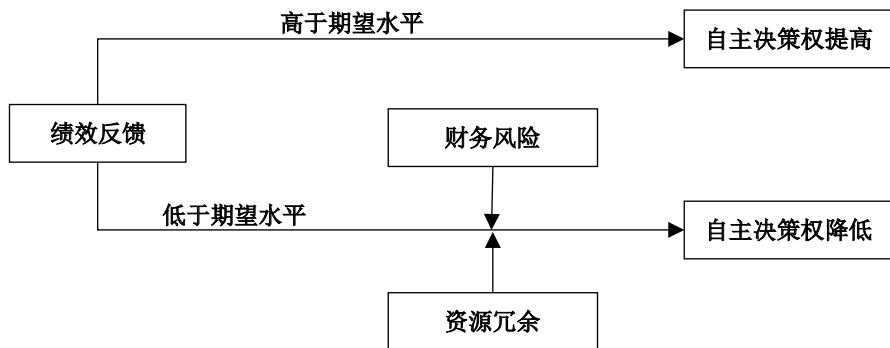 高于期望水平
自主决策权提高
绩效反馈
财务风险
低于期望水平
自主决策权降低
资源冗余